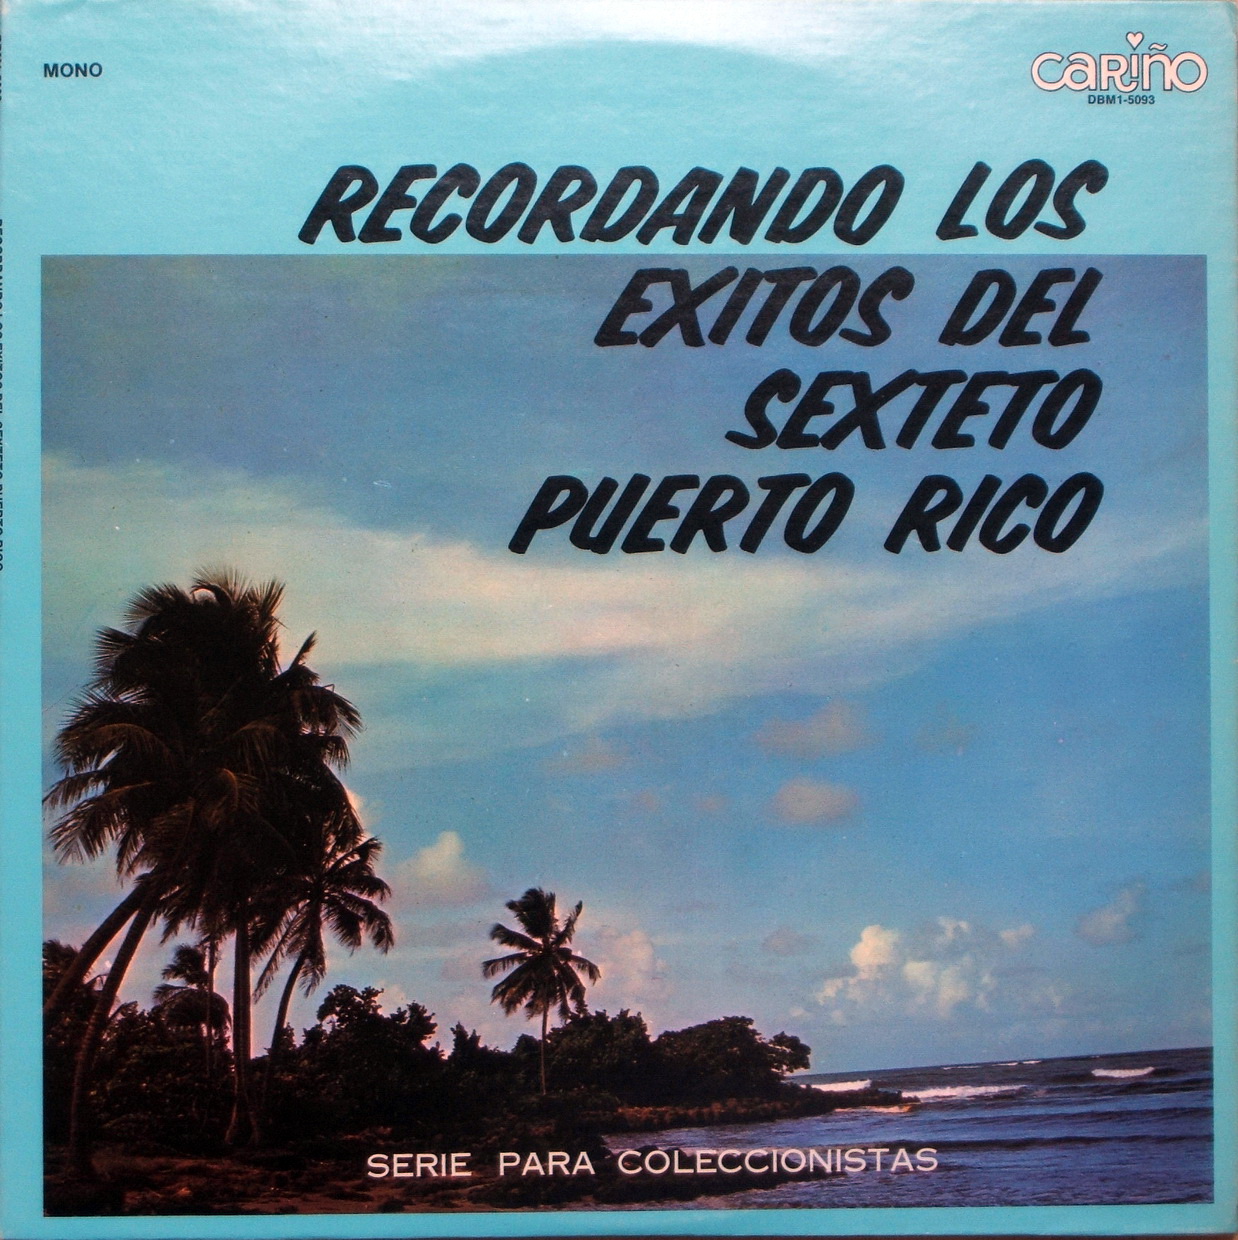 MONO
CARIÑO
DBM1-5093
RECORDANDO LOS
EXITOS DEL
SEXTETO
PUERTO RICO
SERIE PARA COLECCIONISTAS